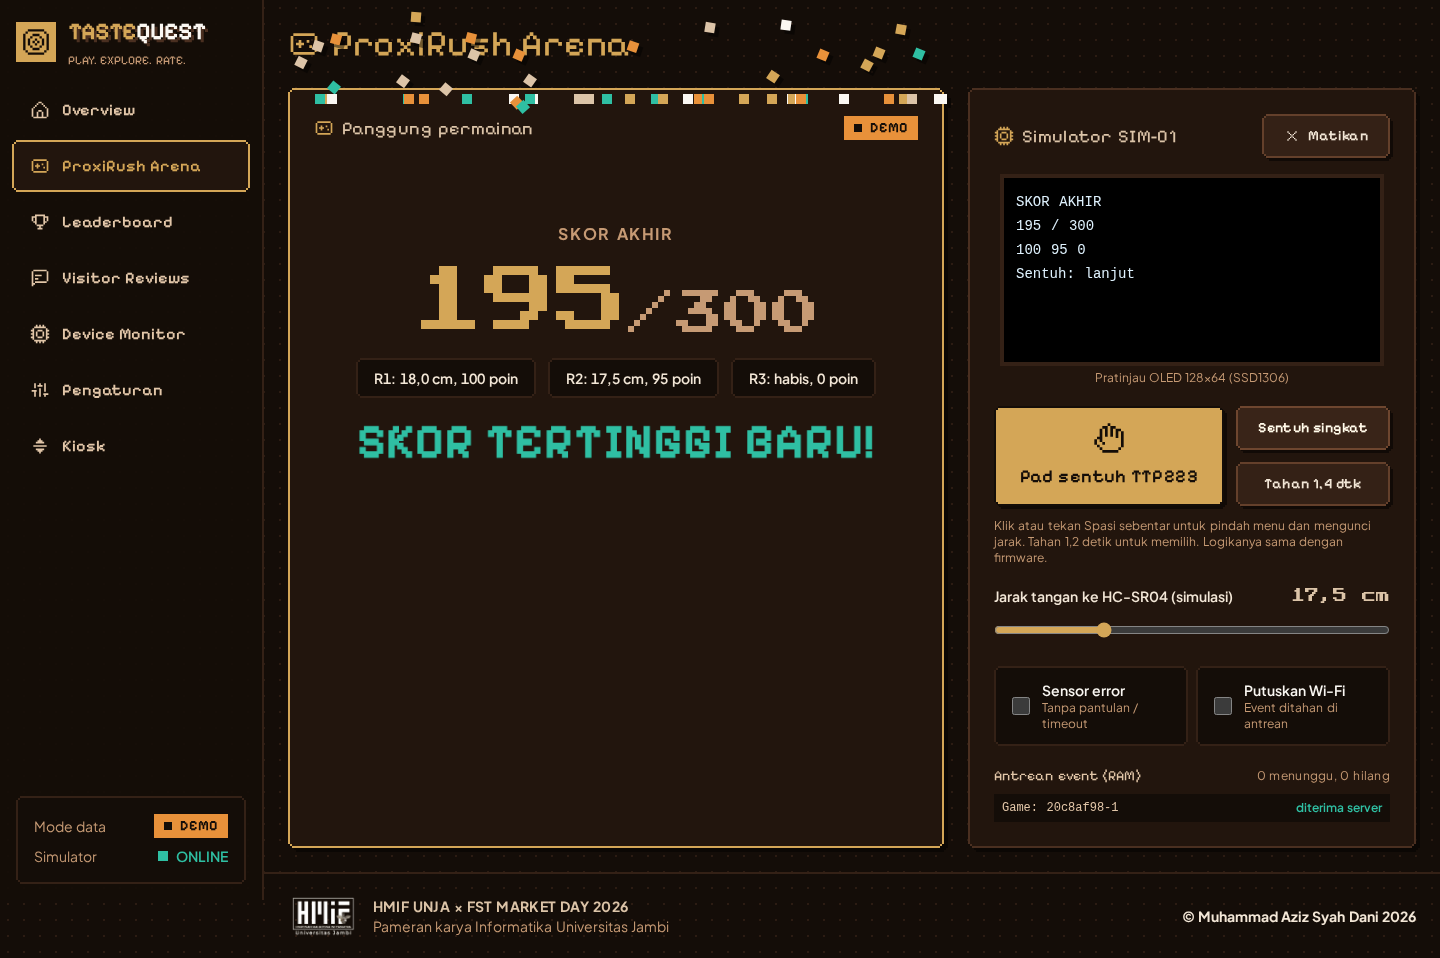 TASTEQUEST
PLAY. EXPLORE. RATE.
Overview
ProxiRush Arena
Leaderboard
Visitor Reviews
Device Monitor
Pengaturan
Kiosk
Mode data
DEMO
Simulator
ONLINE
ProxiRush Arena
Panggung permainan
DEMO
SKOR AKHIR
195/300
R1: 18,0 cm, 100 poin
R2: 17,5 cm, 95 poin
R3: habis, 0 poin
SKOR TERTINGGI BARU!
Simulator SIM-01
Matikan
SKOR AKHIR
195 / 300
100 95 0
Sentuh: lanjut
Pratinjau OLED 128×64 (SSD1306)
Pad sentuh TTP223
Sentuh singkat
Tahan 1,4 dtk
Klik atau tekan Spasi sebentar untuk pindah menu dan mengunci
jarak. Tahan 1,2 detik untuk memilih. Logikanya sama dengan
firmware.
Jarak tangan ke HC-SR04 (simulasi)
17,5 cm
Sensor error
Tanpa pantulan /
timeout
Putuskan Wi-Fi
Event ditahan di
antrean
Antrean event (RAM)
0 menunggu, 0 hilang
Game: 20c8af98-1
diterima server
HMIF
Universitas Jambi
HMIF UNJA × FST MARKET DAY 2026
Pameran karya Informatika Universitas Jambi
© Muhammad Aziz Syah Dani 2026